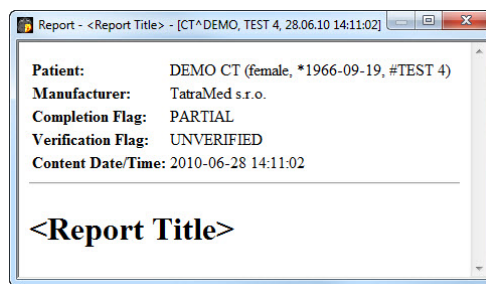 Report - <Report Title> - [CT^DEMO, TEST 4, 28.06.10 14:11:02]
Patient: DEMO CT (female, *1966-09-19, #TEST 4)
Manufacturer: TatraMed s.r.o.
Completion Flag: PARTIAL
Verification Flag: UNVERIFIED
Content Date/Time: 2010-06-28 14:11:02
<Report Title>